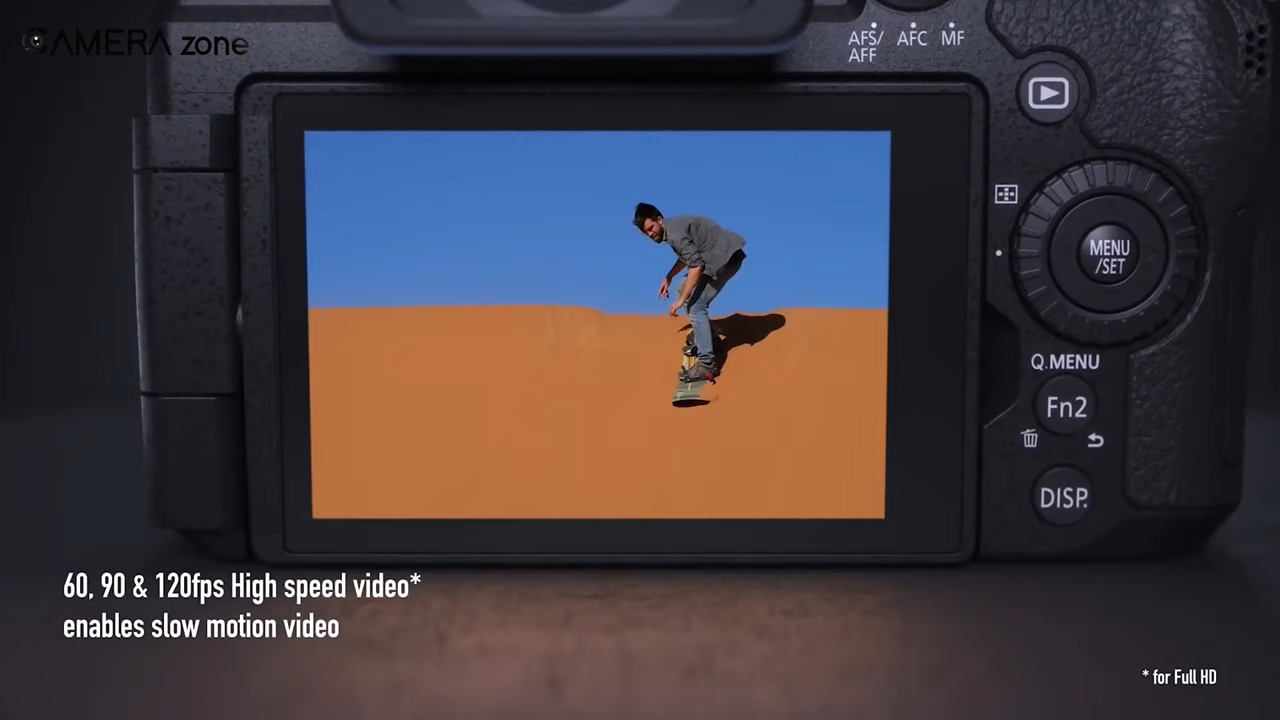 CAMERA zone
AFS/
AFF
AFC
MF
MENU
/SET
Q.MENU
Fn2
DISP.
60, 90 & 120fps High speed video*
enables slow motion video
* for Full HD